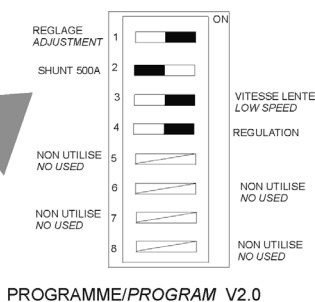 ON
REGLAGE
ADJUSTMENT
1
SHUNT 500A
2
3
VITESSE LENTE
LOW SPEED
4
REGULATION
NON UTILISE
NO USED
5
6
NON UTILISE
NO USED
NON UTILISE
NO USED
7
8
NON UTILISE
NO USED
PROGRAMME/PROGRAM V2.0